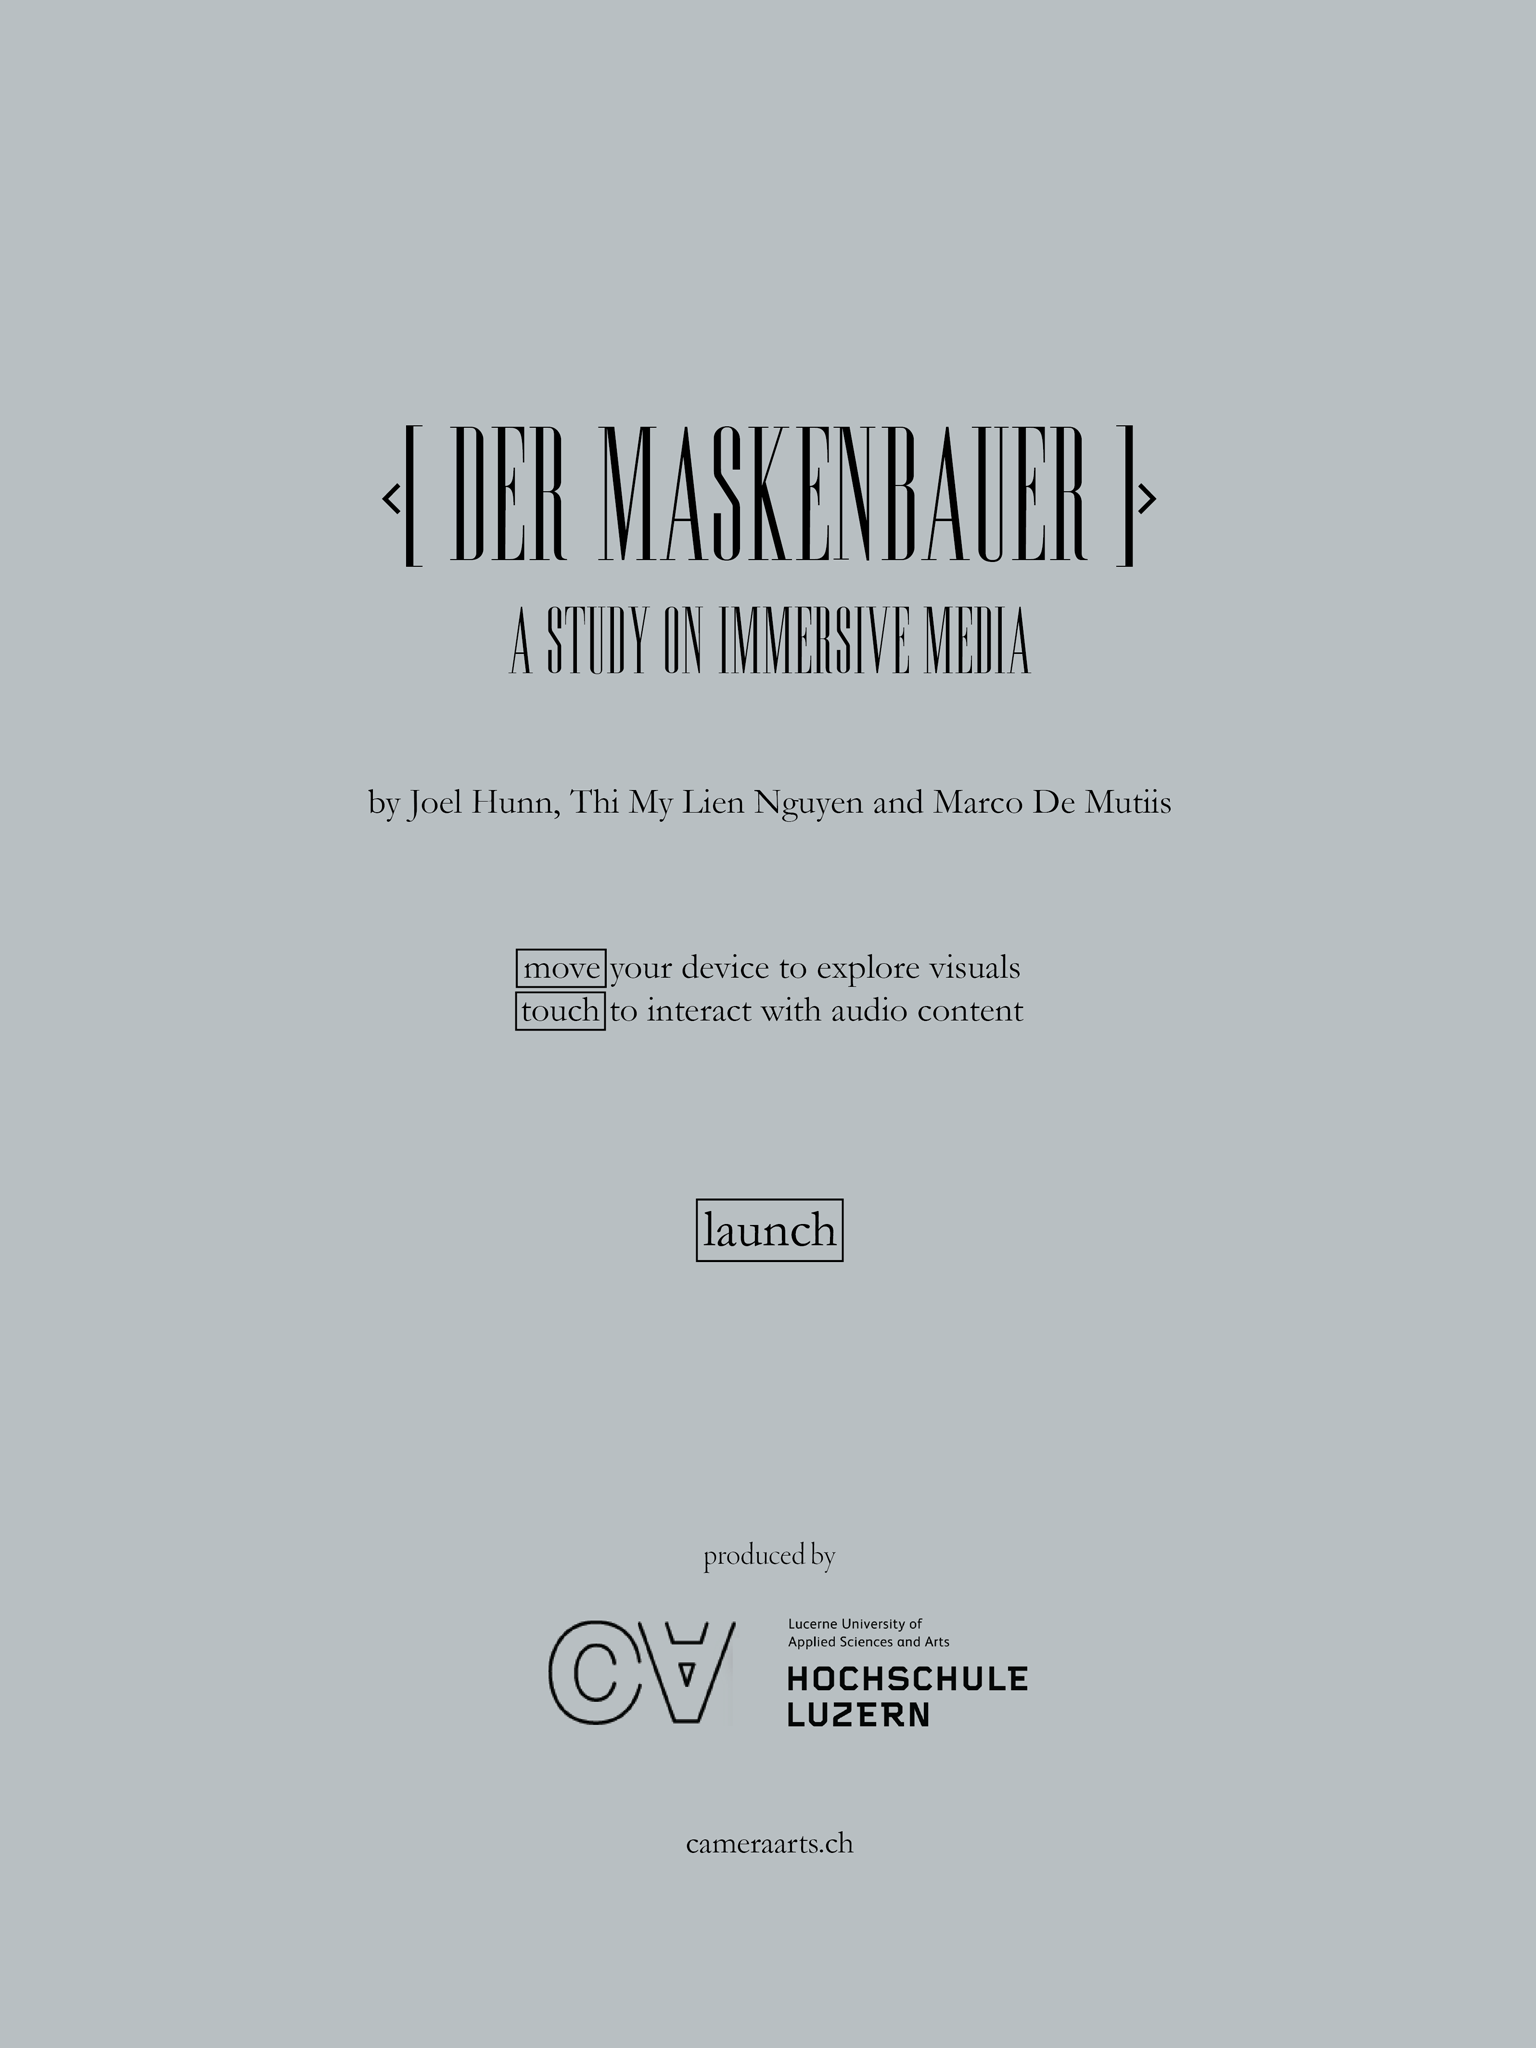 <[ DER MASKENBAUER ]>
A STUDY ON IMMERSIVE MEDIA
by Joel Hunn, Thi My Lien Nguyen and Marco De Mutiis
move your device to explore visuals
touch to interact with audio content
launch
produced by
CA
Lucerne University of
Applied Sciences and Arts
HOCHSCHULE
LUZERN
cameraarts.ch